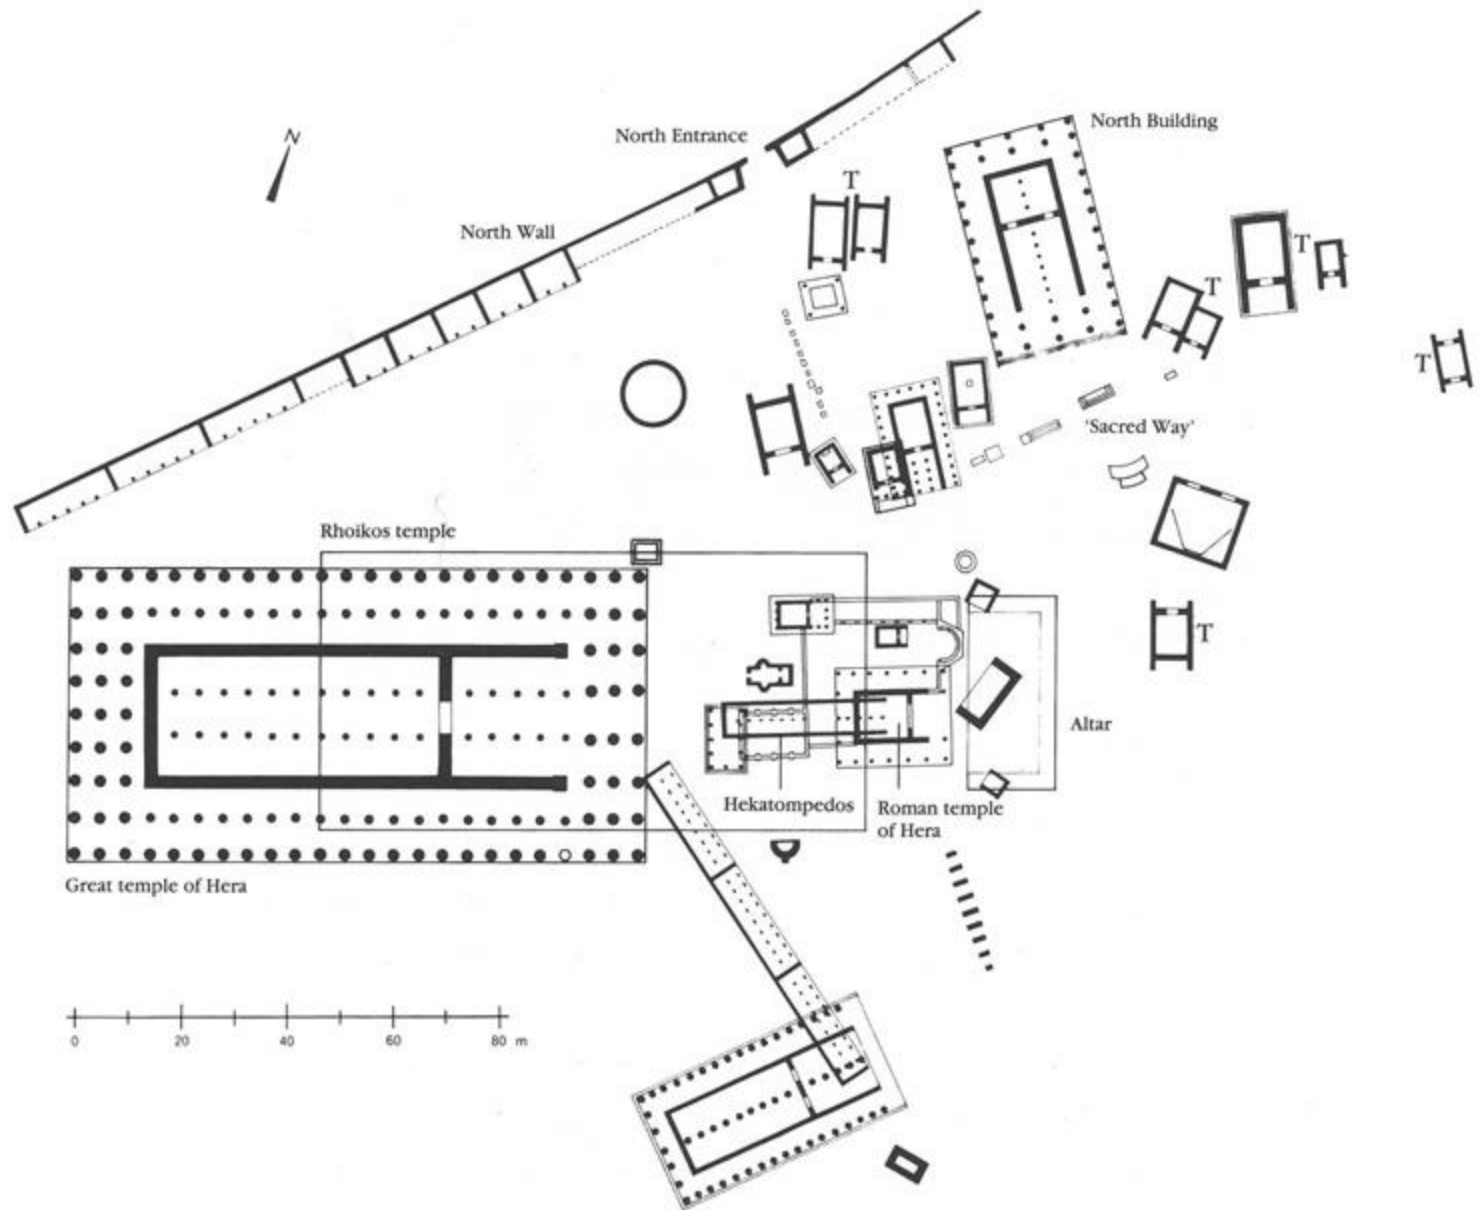 N
North Entrance
North Building
T
North Wall
T
T
T
'Sacred Way'
Rhoikos temple
T
Altar
Hekatompedos
Roman temple
of Hera
Great temple of Hera
0 20 40 60 80 m